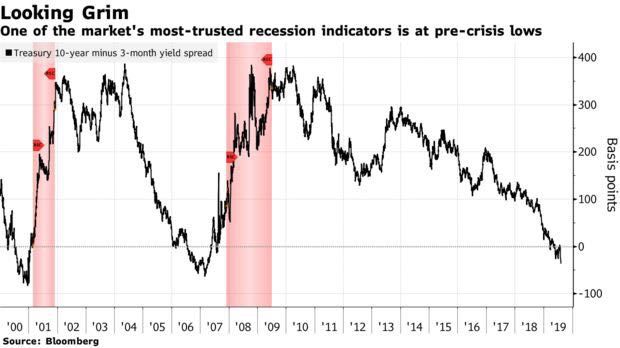 Looking Grim
One of the market's most-trusted recession indicators is at pre-crisis lows
Treasury 10-year minus 3-month yield spread
400
300
200
100
0
-100
Basis points
'00 '01 '02 '03 '04 '05 '06 '07 '08 '09 '10 '11 '12 '13 '14 '15 '16 '17 '18 '19
Source: Bloomberg